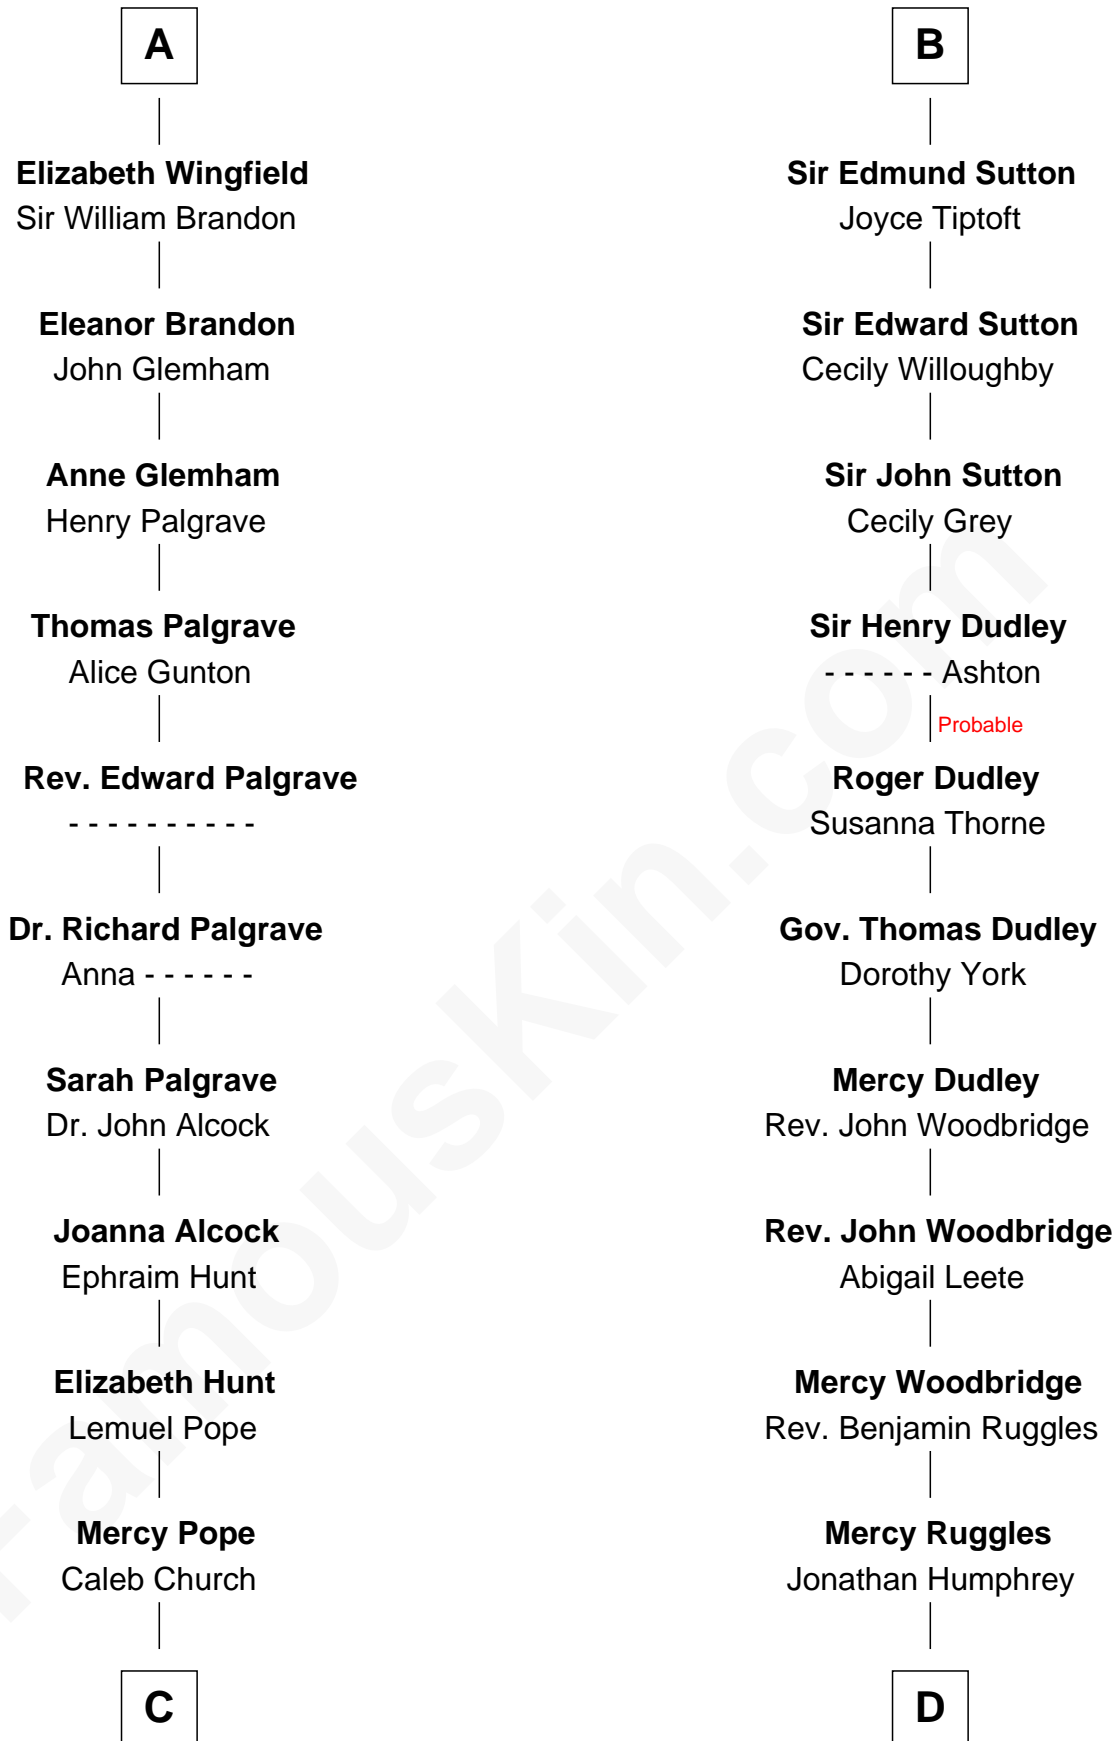 A
Elizabeth Wingfield
Sir William Brandon
Eleanor Brandon
John Glemham
Anne Glemham
Henry Palgrave
Thomas Palgrave
Alice Gunton
Rev. Edward Palgrave
- - - - - - - - - -
Dr. Richard Palgrave
Anna - - - - - -
Sarah Palgrave
Dr. John Alcock
Joanna Alcock
Ephraim Hunt
Elizabeth Hunt
Lemuel Pope
Mercy Pope
Caleb Church
C
B
Sir Edmund Sutton
Joyce Tiptoft
Sir Edward Sutton
Cecily Willoughby
Sir John Sutton
Cecily Grey
Sir Henry Dudley
- - - - - - Ashton
Probable
Roger Dudley
Susanna Thorne
Gov. Thomas Dudley
Dorothy York
Mercy Dudley
Rev. John Woodbridge
Rev. John Woodbridge
Abigail Leete
Mercy Woodbridge
Rev. Benjamin Ruggles
Mercy Ruggles
Jonathan Humphrey
D
FamousKin.com